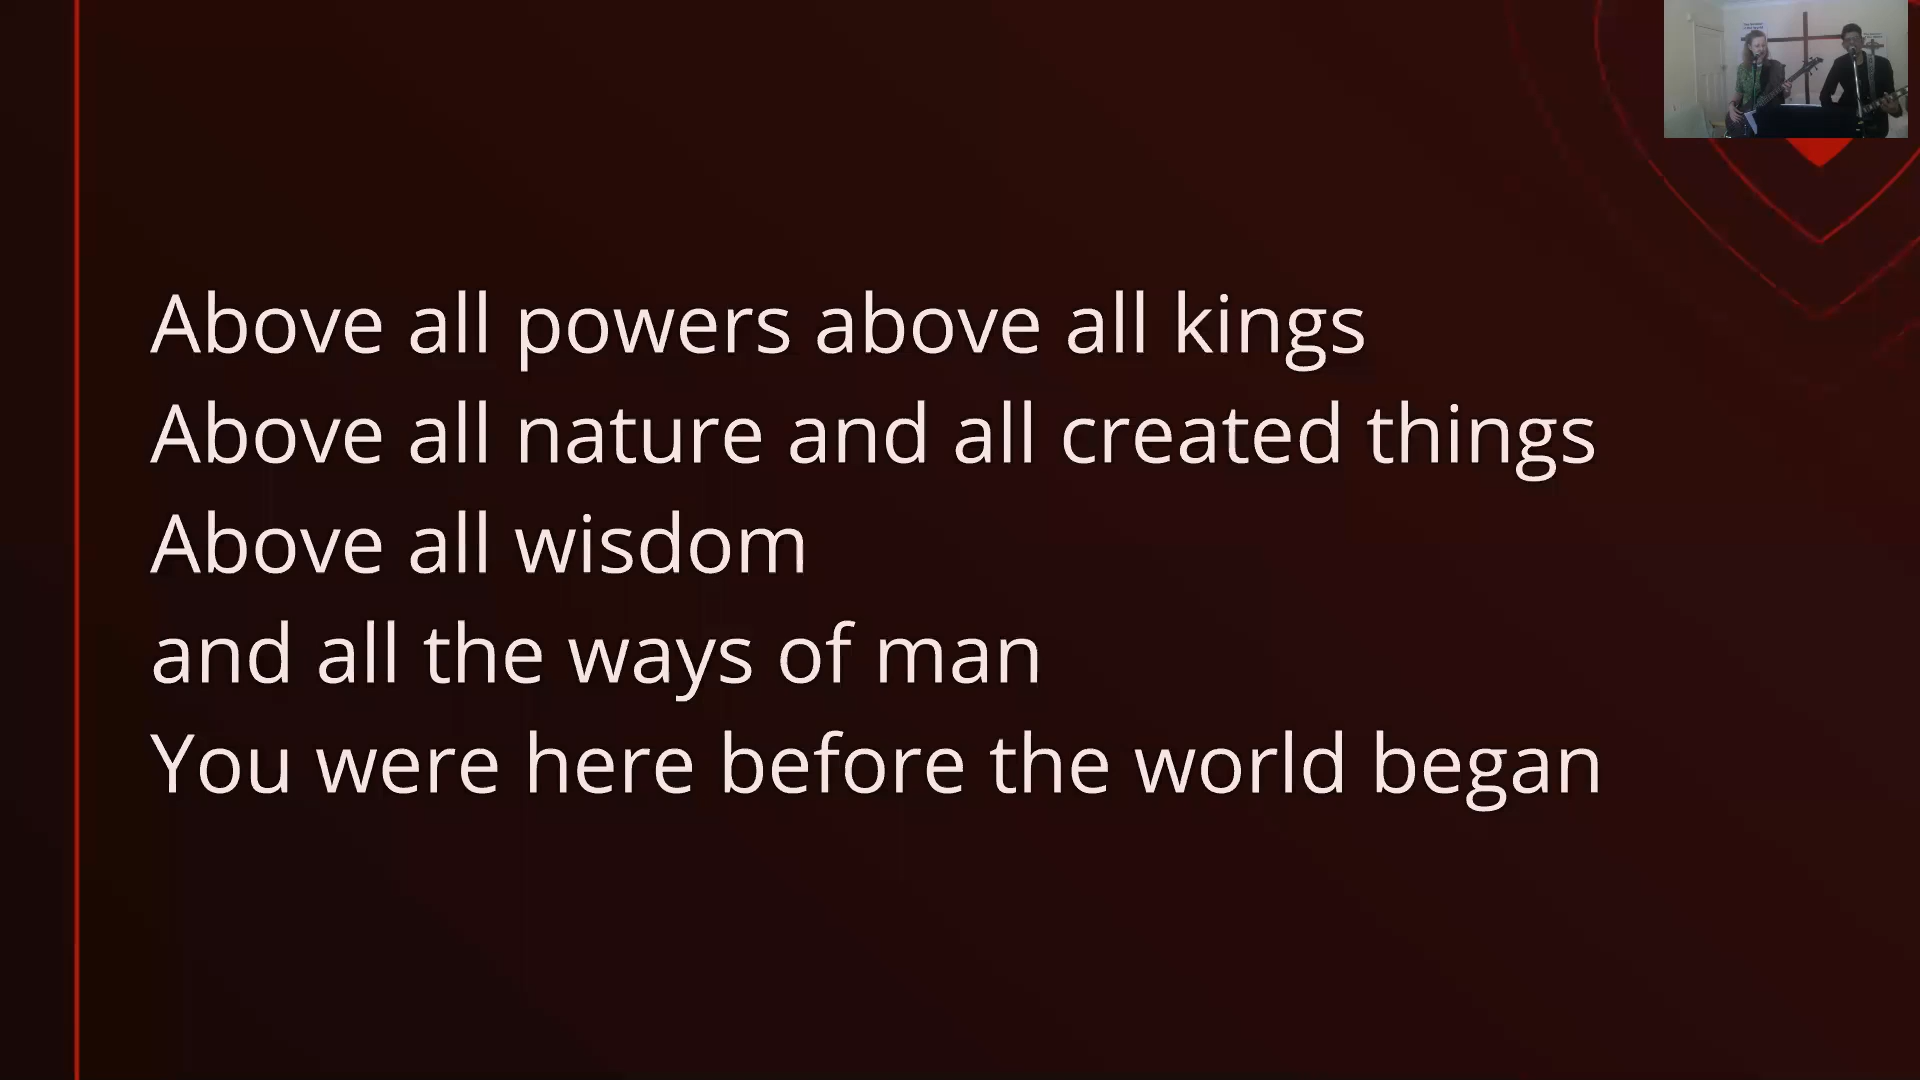 Above all powers above all kings
Above all nature and all created things
Above all wisdom
and all the ways of man
You were here before the world began